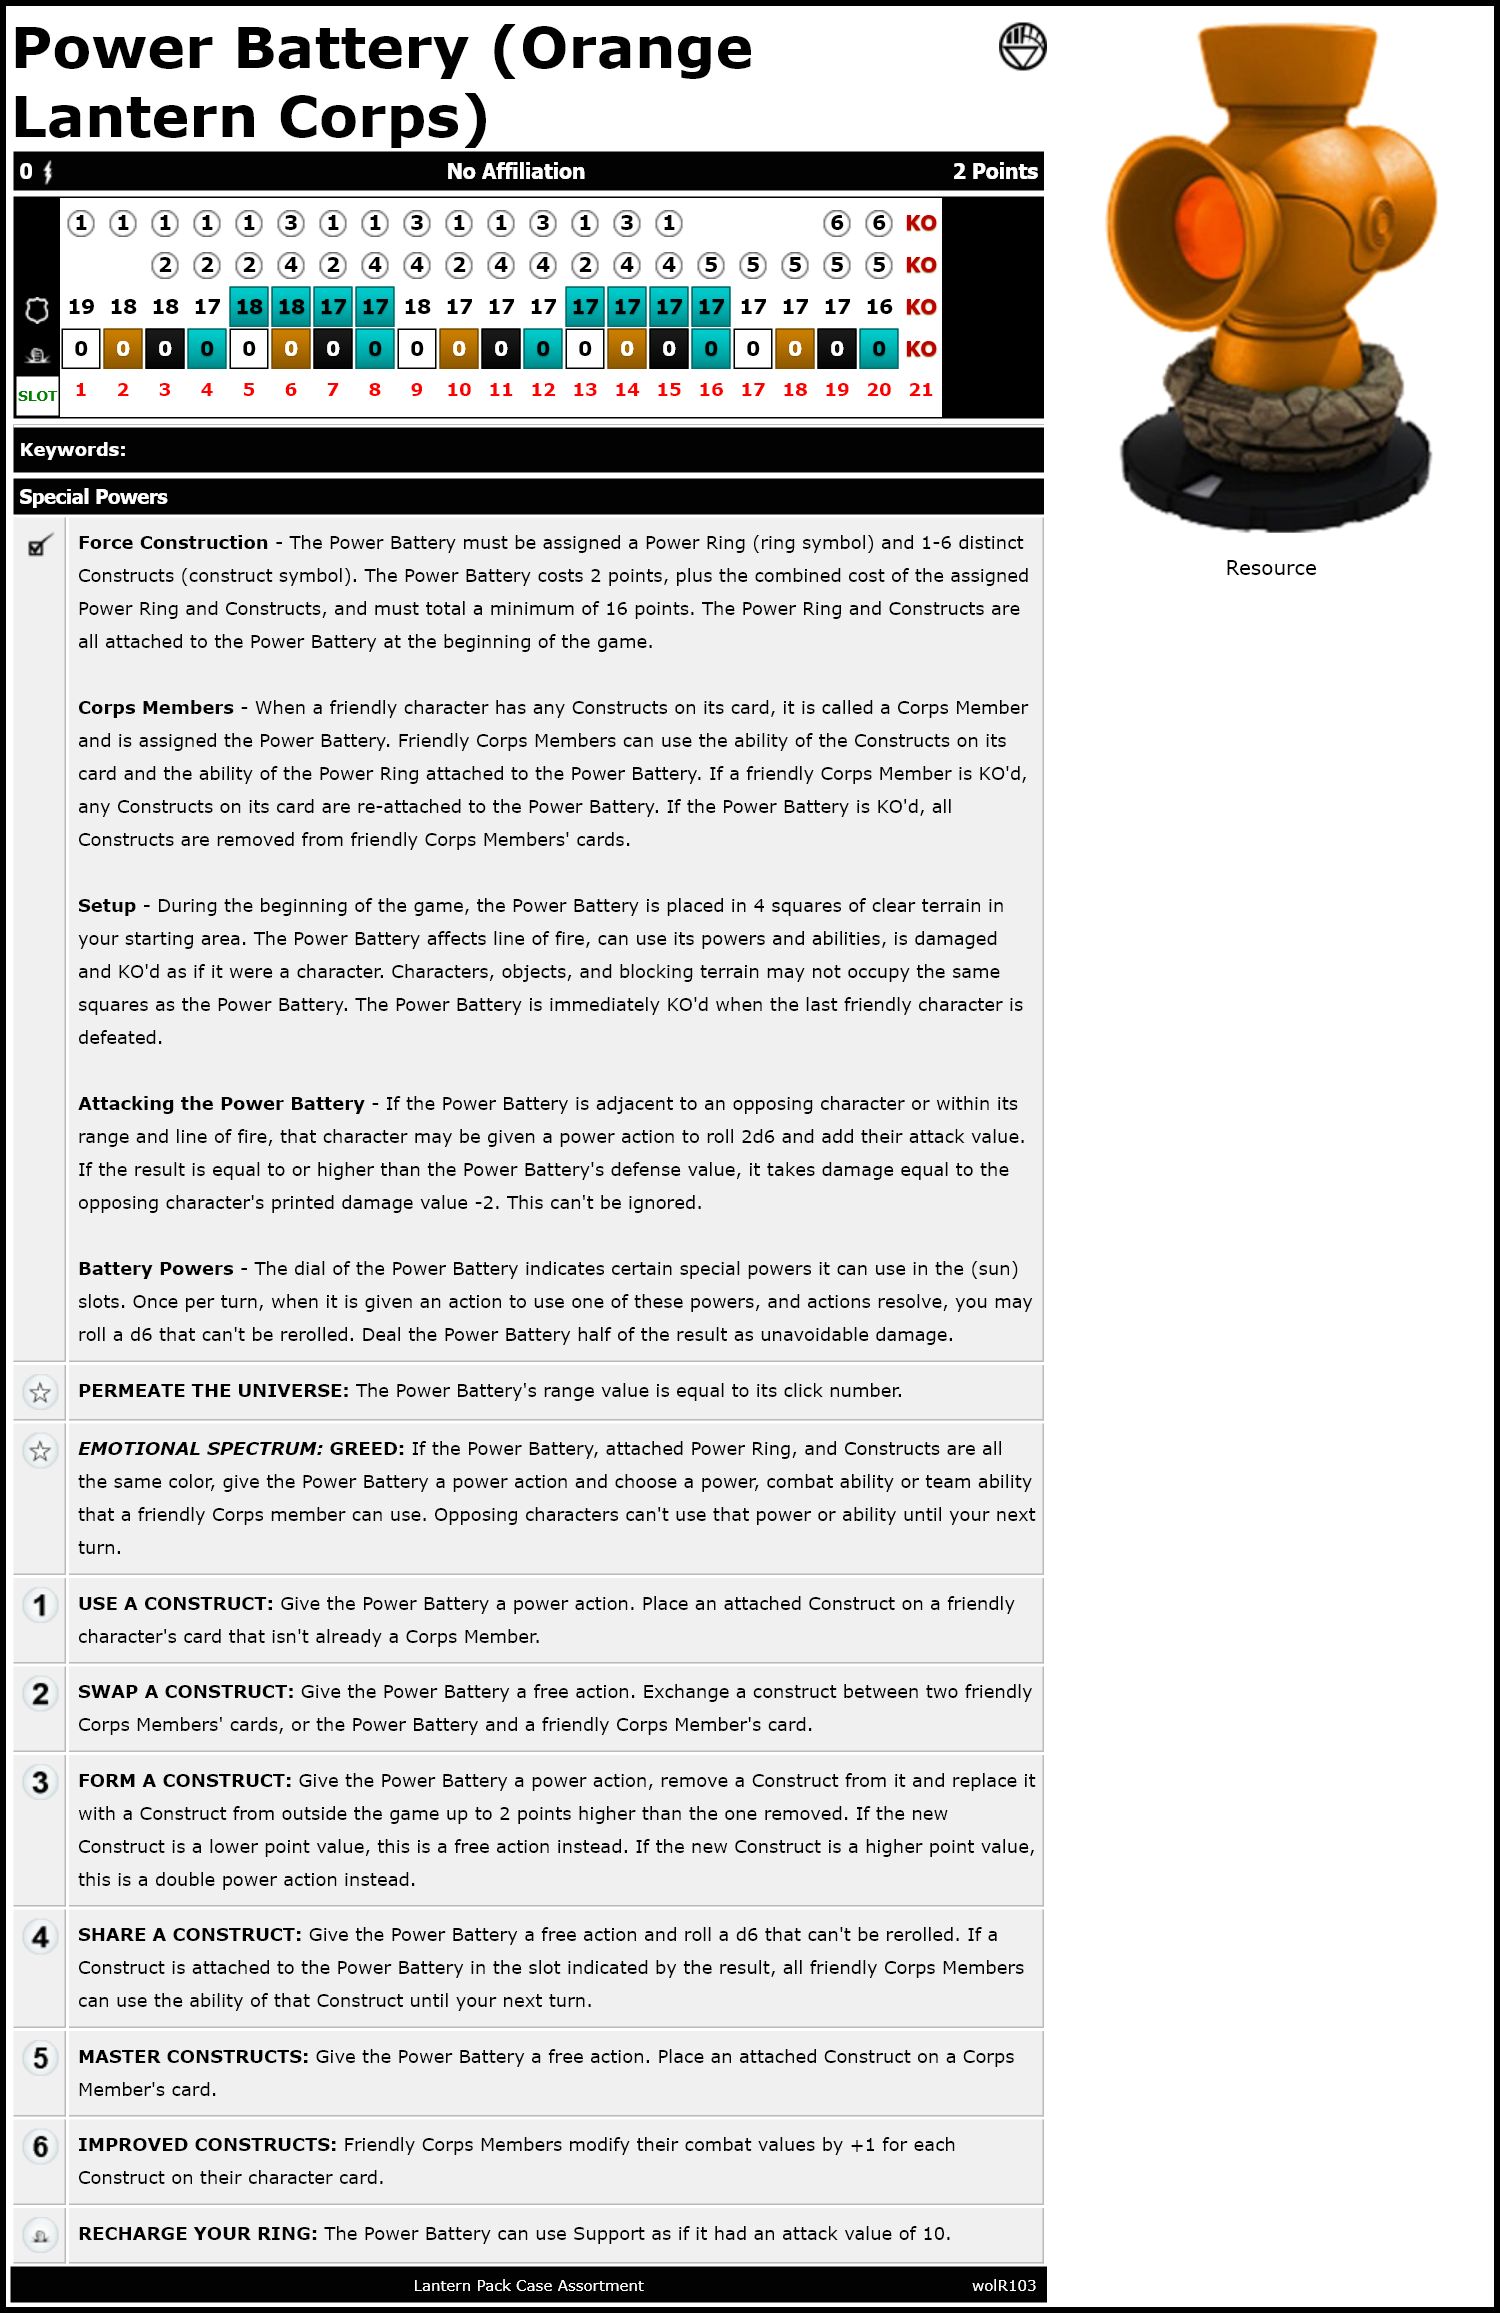 Power Battery (Orange
Lantern Corps)
0 No Affiliation 2 Points
1 1 1 1 1 3 1 1 3 1 1 3 1 3 1 6 6 KO
2 2 2 4 2 4 4 2 4 4 2 4 4 5 5 5 5 5 KO
19 18 18 17 18 18 17 17 18 17 17 17 17 17 17 17 17 17 17 16 KO
0 0 0 0 0 0 0 0 0 0 0 0 0 0 0 0 0 0 0 0 KO
SLOT 1 2 3 4 5 6 7 8 9 10 11 12 13 14 15 16 17 18 19 20 21
Keywords:
Special Powers
Force Construction - The Power Battery must be assigned a Power Ring (ring symbol) and 1-6 distinct
Constructs (construct symbol). The Power Battery costs 2 points, plus the combined cost of the assigned
Power Ring and Constructs, and must total a minimum of 16 points. The Power Ring and Constructs are
all attached to the Power Battery at the beginning of the game.
Corps Members - When a friendly character has any Constructs on its card, it is called a Corps Member
and is assigned the Power Battery. Friendly Corps Members can use the ability of the Constructs on its
card and the ability of the Power Ring attached to the Power Battery. If a friendly Corps Member is KO'd,
any Constructs on its card are re-attached to the Power Battery. If the Power Battery is KO'd, all
Constructs are removed from friendly Corps Members' cards.
Setup - During the beginning of the game, the Power Battery is placed in 4 squares of clear terrain in
your starting area. The Power Battery affects line of fire, can use its powers and abilities, is damaged
and KO'd as if it were a character. Characters, objects, and blocking terrain may not occupy the same
squares as the Power Battery. The Power Battery is immediately KO'd when the last friendly character is
defeated.
Attacking the Power Battery - If the Power Battery is adjacent to an opposing character or within its
range and line of fire, that character may be given a power action to roll 2d6 and add their attack value.
If the result is equal to or higher than the Power Battery's defense value, it takes damage equal to the
opposing character's printed damage value -2. This can't be ignored.
Battery Powers - The dial of the Power Battery indicates certain special powers it can use in the (sun)
slots. Once per turn, when it is given an action to use one of these powers, and actions resolve, you may
roll a d6 that can't be rerolled. Deal the Power Battery half of the result as unavoidable damage.
PERMEATE THE UNIVERSE: The Power Battery's range value is equal to its click number.
EMOTIONAL SPECTRUM: GREED: If the Power Battery, attached Power Ring, and Constructs are all
the same color, give the Power Battery a power action and choose a power, combat ability or team ability
that a friendly Corps member can use. Opposing characters can't use that power or ability until your next
turn.
1 USE A CONSTRUCT: Give the Power Battery a power action. Place an attached Construct on a friendly
character's card that isn't already a Corps Member.
2 SWAP A CONSTRUCT: Give the Power Battery a free action. Exchange a construct between two friendly
Corps Members' cards, or the Power Battery and a friendly Corps Member's card.
3 FORM A CONSTRUCT: Give the Power Battery a power action, remove a Construct from it and replace it
with a Construct from outside the game up to 2 points higher than the one removed. If the new
Construct is a lower point value, this is a free action instead. If the new Construct is a higher point value,
this is a double power action instead.
4 SHARE A CONSTRUCT: Give the Power Battery a free action and roll a d6 that can't be rerolled. If a
Construct is attached to the Power Battery in the slot indicated by the result, all friendly Corps Members
can use the ability of that Construct until your next turn.
5 MASTER CONSTRUCTS: Give the Power Battery a free action. Place an attached Construct on a Corps
Member's card.
6 IMPROVED CONSTRUCTS: Friendly Corps Members modify their combat values by +1 for each
Construct on their character card.
RECHARGE YOUR RING: The Power Battery can use Support as if it had an attack value of 10.
Lantern Pack Case Assortment wolR103
Resource